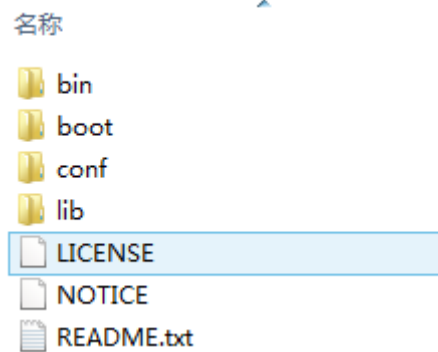 名称
bin
boot
conf
lib
LICENSE
NOTICE
README.txt